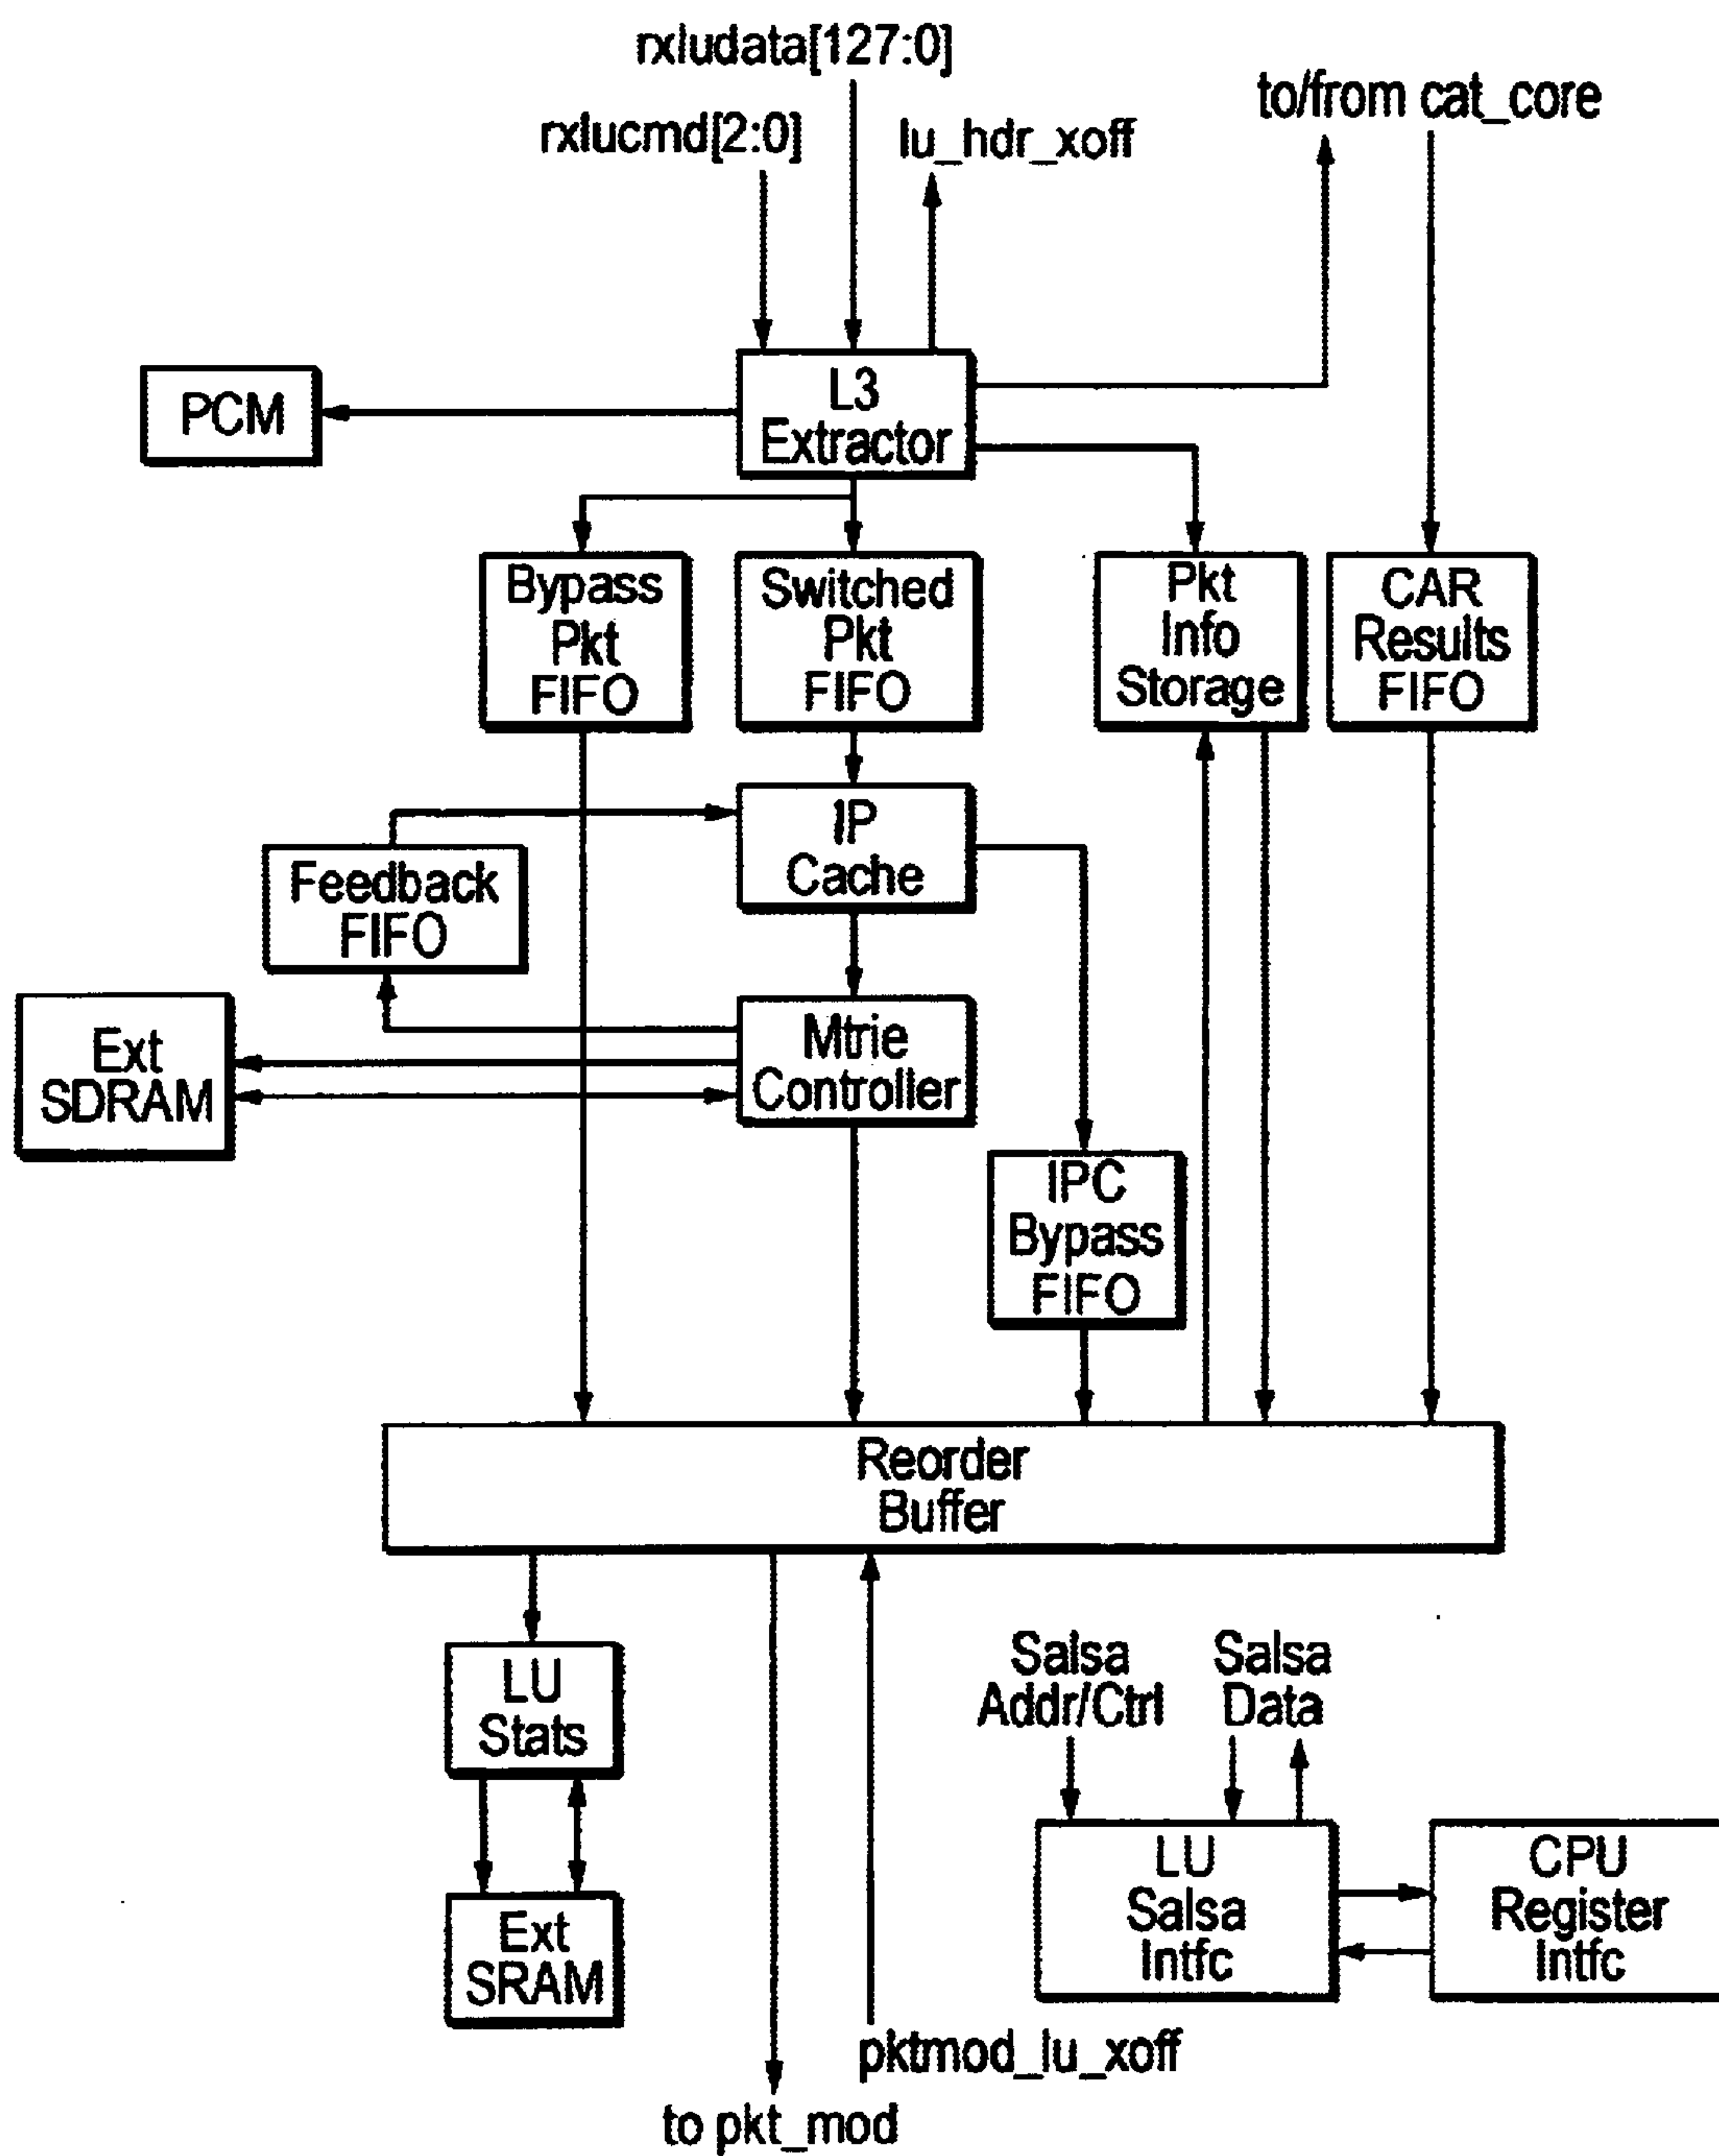 rxludata[127:0]
to/from cat_core
rxlucmd[2:0]
lu_hdr_xoff
PCM
L3
Extractor
Bypass
Pkt
FIFO
Switched
Pkt
FIFO
Pkt
Info
Storage
CAR
Results
FIFO
IP
Cache
Feedback
FIFO
Ext
SDRAM
Mtrie
Controller
IPC
Bypass
FIFO
Reorder
Buffer
LU
Stats
Ext
SRAM
Salsa
Addr/Ctrl
Salsa
Data
LU
Salsa
Intfc
CPU
Register
Intfc
pktmod_lu_xoff
to pkt_mod